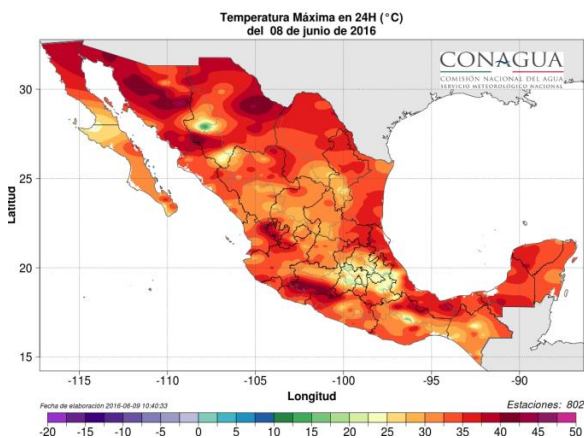 Temperatura Máxima en 24H (°C)
del 08 de junio de 2016
CONAGUA
COMISIÓN NACIONAL DEL AGUA
SERVICIO METEOROLÓGICO NACIONAL
Latitud
30
25
20
15
-115 -110 -105 -100 -95 -90
Longitud
Fecha de elaboración 2016-06-09 10:40:33
Estaciones: 802
-20 -15 -10 -5 0 5 10 15 20 25 30 35 40 45 50